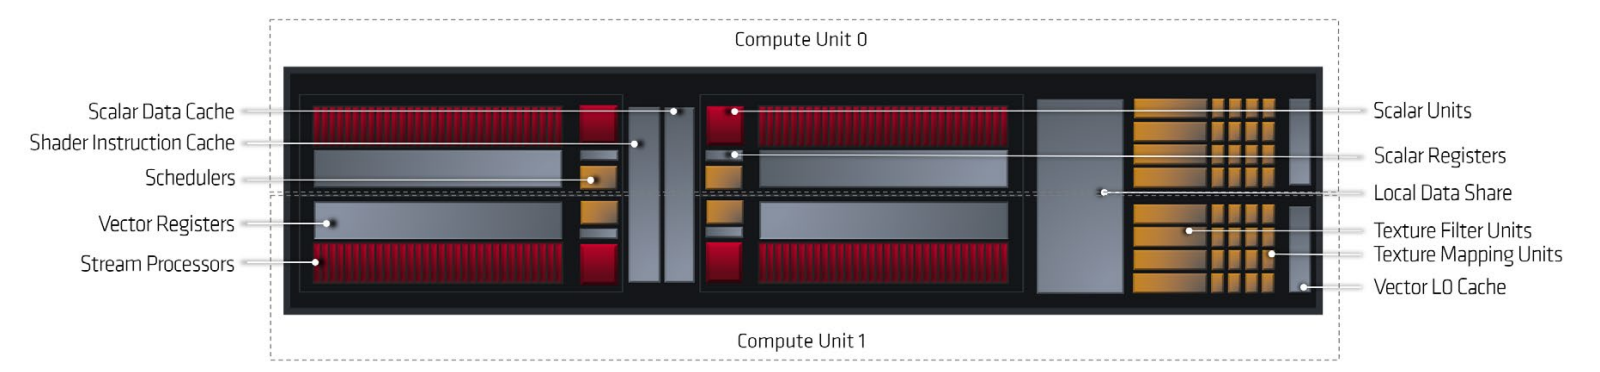 Compute Unit 0
Scalar Data Cache
Shader Instruction Cache
Schedulers
Vector Registers
Stream Processors
Scalar Units
Scalar Registers
Local Data Share
Texture Filter Units
Texture Mapping Units
Vector L0 Cache
Compute Unit 1